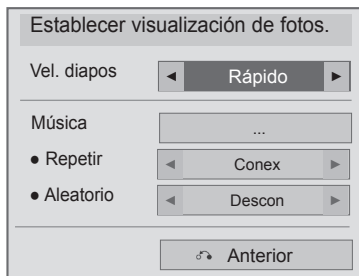 Establecer visualización de fotos.
Vel. diapos ◄ Rápido ►
Música ...
● Repetir ◄ Conex ►
● Aleatorio ◄ Descon ►
Anterior